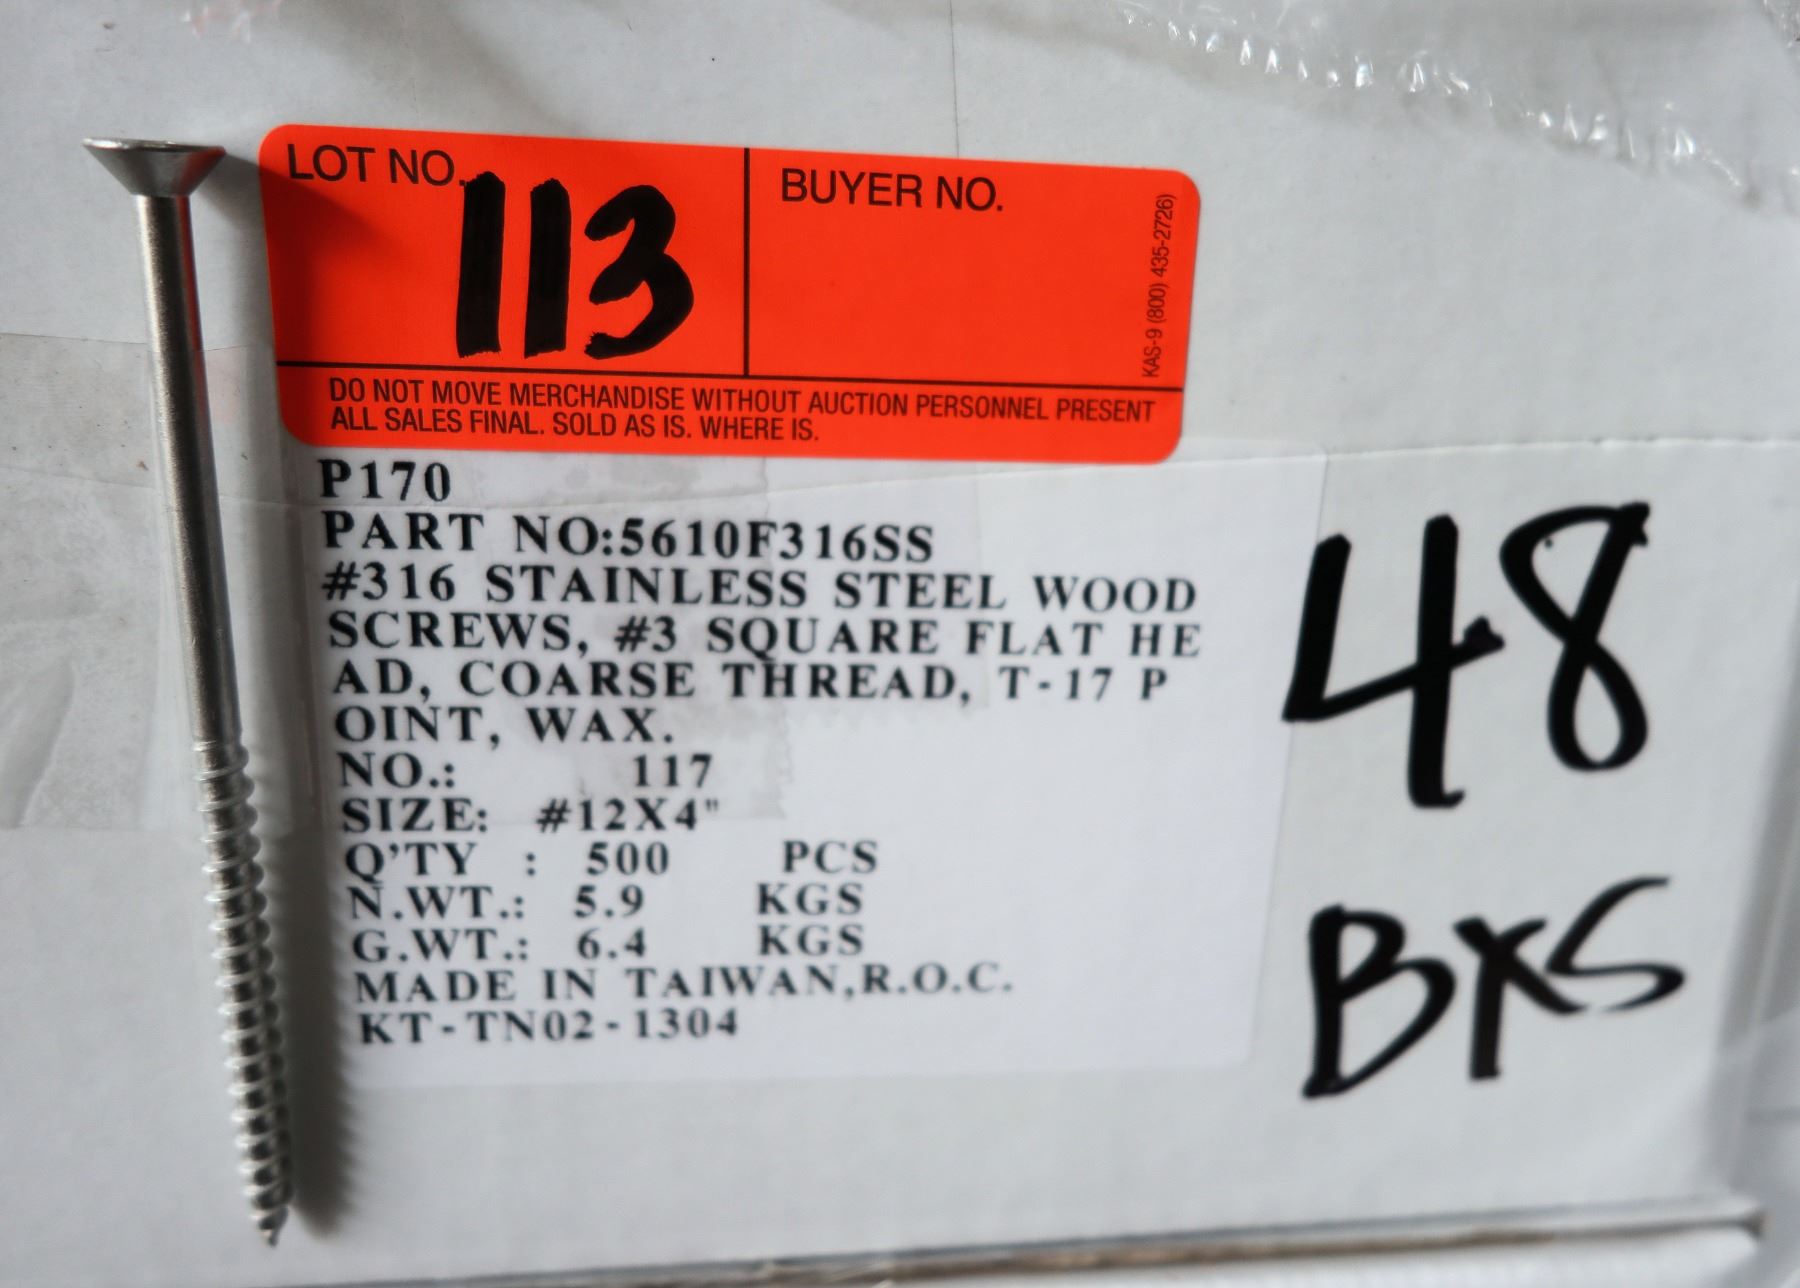 LOT NO.
113
BUYER NO.
KAS-9 (800) 435-2726)
DO NOT MOVE MERCHANDISE WITHOUT AUCTION PERSONNEL PRESENT
ALL SALES FINAL. SOLD AS IS. WHERE IS.
P170
PART NO:5610F316SS
#316 STAINLESS STEEL WOOD
SCREWS, #3 SQUARE FLAT HE
AD, COARSE THREAD, T-17 P
OINT, WAX.
NO.: 117
SIZE: #12X4"
Q'TY : 500 PCS
N.WT.: 5.9 KGS
G.WT.: 6.4 KGS
MADE IN TAIWAN,R.O.C.
KT-TN02-1304
48
BXS